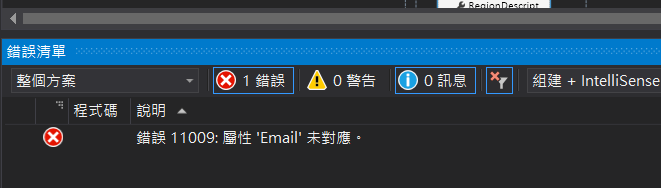 RegionDescript
錯誤清單
整個方案
1 錯誤
0 警告
0 訊息
組建 + IntelliSense
程式碼
說明
錯誤 11009: 屬性 'Email' 未對應。